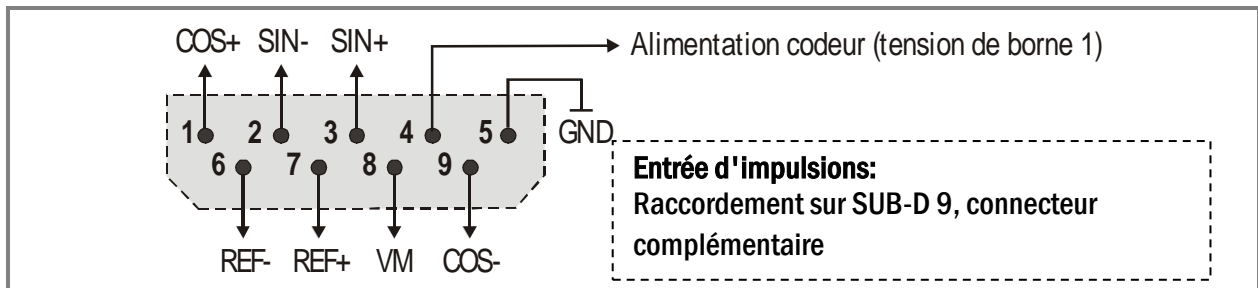 COS+ SIN- SIN+
Alimentation codeur (tension de borne 1)
1 2 3 4 5
GND
6 7 8 9
REF- REF+ VM COS-
Entrée d'impulsions:
Raccordement sur SUB-D 9, connecteur
complémentaire